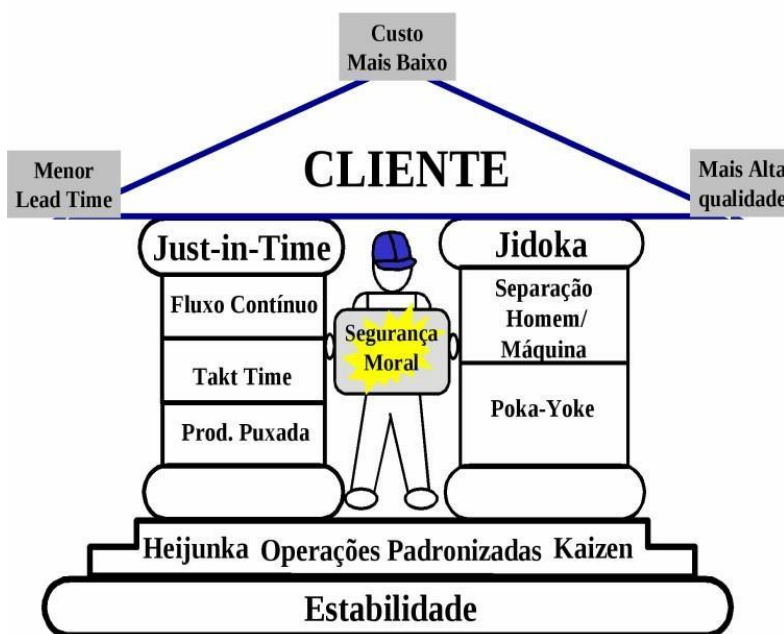 Custo
Mais Baixo
Menor
Lead Time
CLIENTE
Mais Alta
qualidade
Just-in-Time
Jidoka
Fluxo Contínuo
Takt Time
Prod. Puxada
Segurança
Moral
Separação
Homem/
Máquina
Poka-Yoke
Heijunka Operações Padronizadas Kaizen
Estabilidade